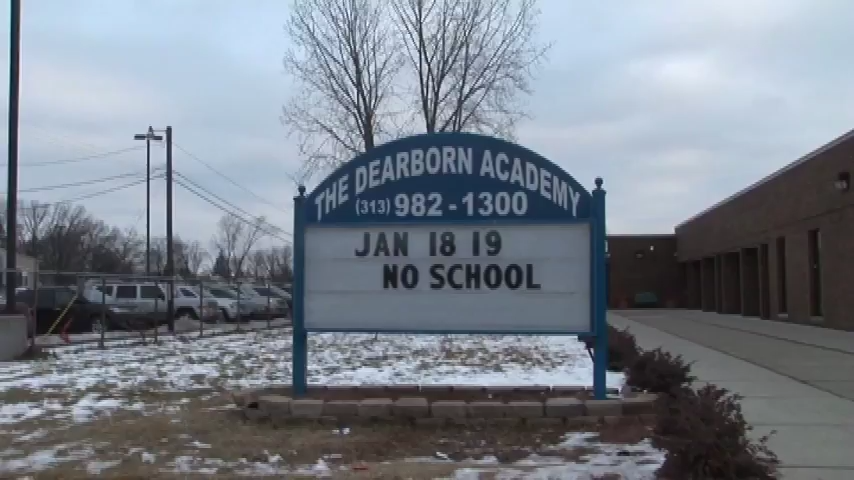 THE DEARBORN ACADEMY
(313) 982-1300
JAN 18 19
NO SCHOOL